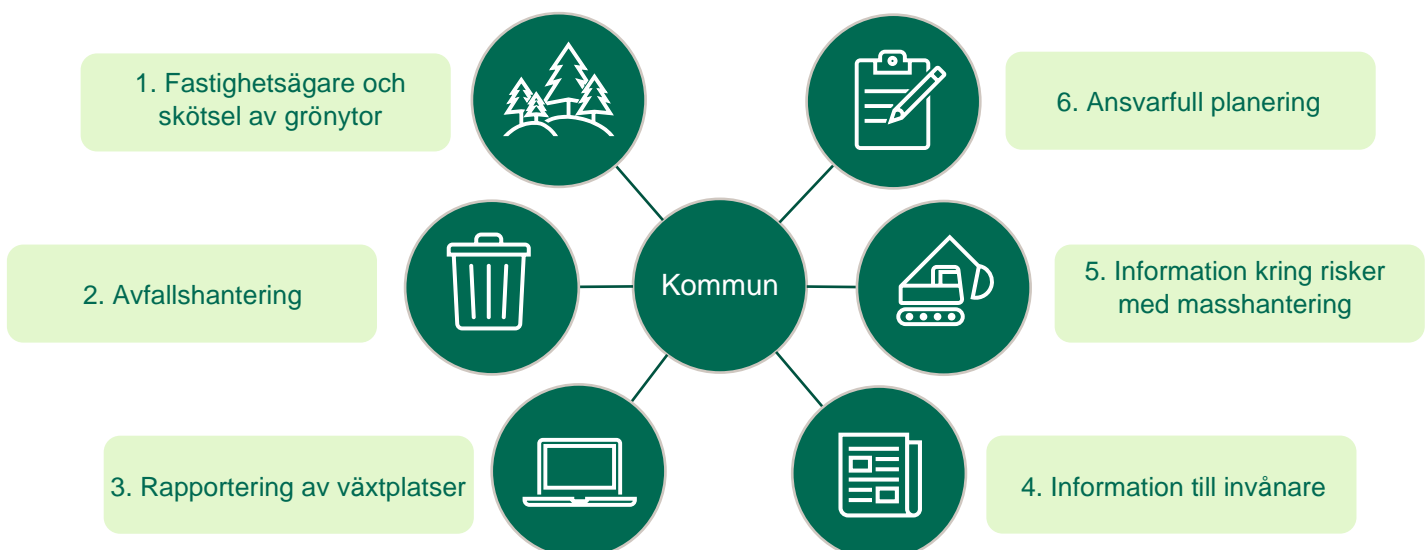 1. Fastighetsägare och
skötsel av grönytor
2. Avfallshantering
3. Rapportering av växtplatser
Kommun
6. Ansvarfull planering
5. Information kring risker
med masshantering
4. Information till invånare